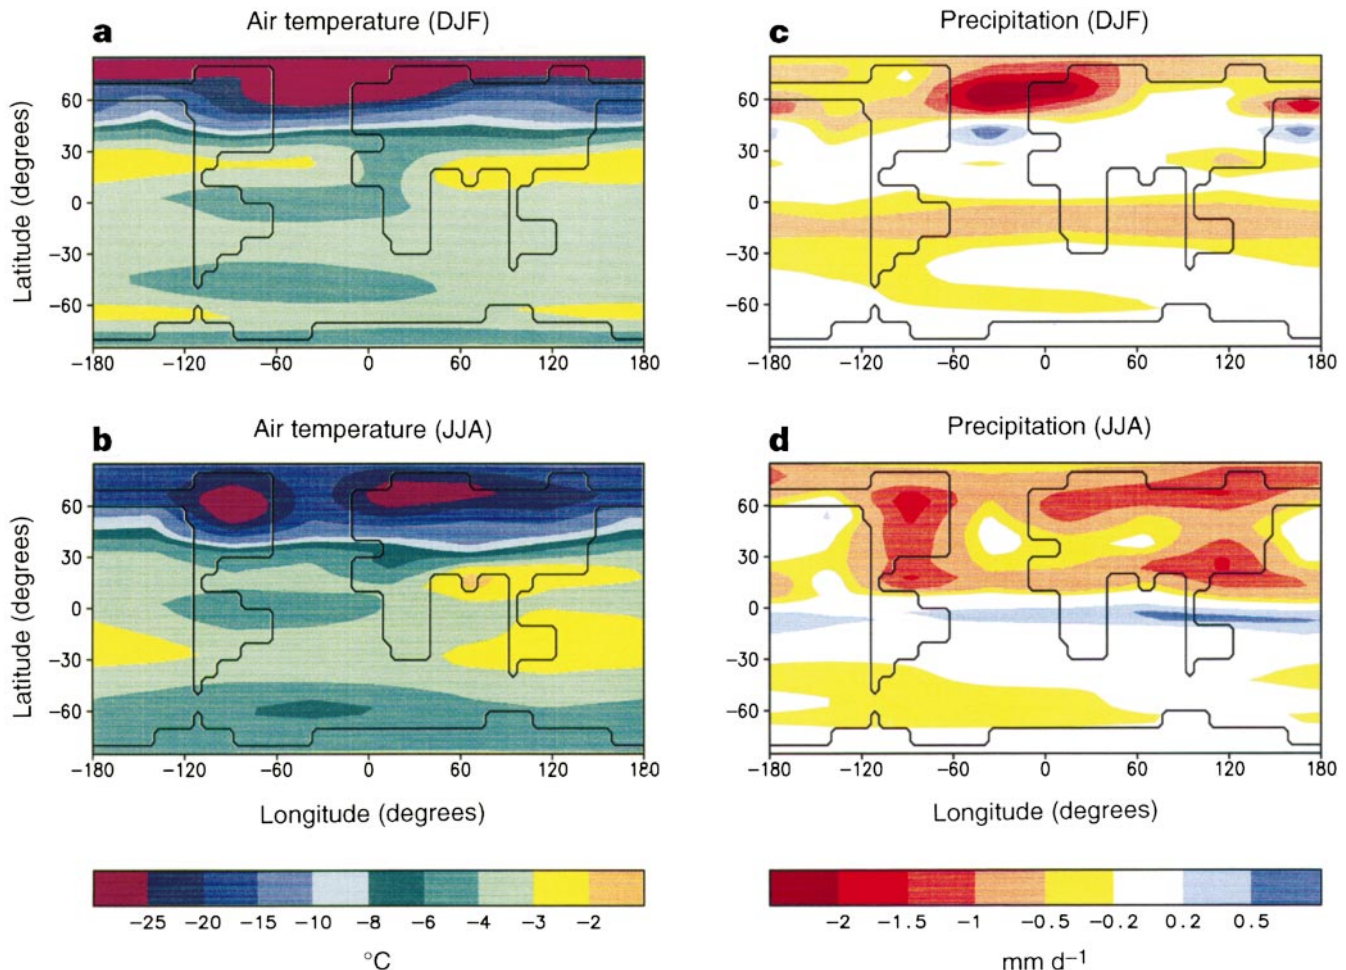 a Air temperature (DJF)
Latitude (degrees)
60
30
0
−30
−60
−180 −120 −60 0 60 120 180
c Precipitation (DJF)
60
30
0
−30
−60
−180 −120 −60 0 60 120 180
b Air temperature (JJA)
Latitude (degrees)
60
30
0
−30
−60
−180 −120 −60 0 60 120 180
Longitude (degrees)
d Precipitation (JJA)
60
30
0
−30
−60
−180 −120 −60 0 60 120 180
Longitude (degrees)
−25 −20 −15 −10 −8 −6 −4 −3 −2
°C
−2 −1.5 −1 −0.5 −0.2 0.2 0.5
mm d−1